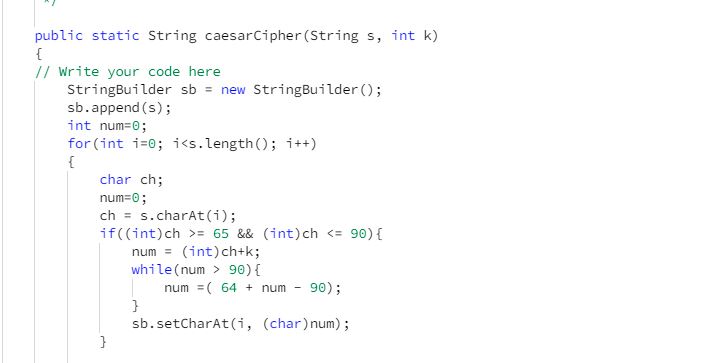 */
public static String caesarCipher(String s, int k)
{
// Write your code here
StringBuilder sb = new StringBuilder();
sb.append(s);
int num=0;
for(int i=0; i<s.length(); i++)
{
char ch;
num=0;
ch = s.charAt(i);
if((int)ch >= 65 && (int)ch <= 90){
num = (int)ch+k;
while(num > 90){
num =( 64 + num - 90);
}
sb.setCharAt(i, (char)num);
}